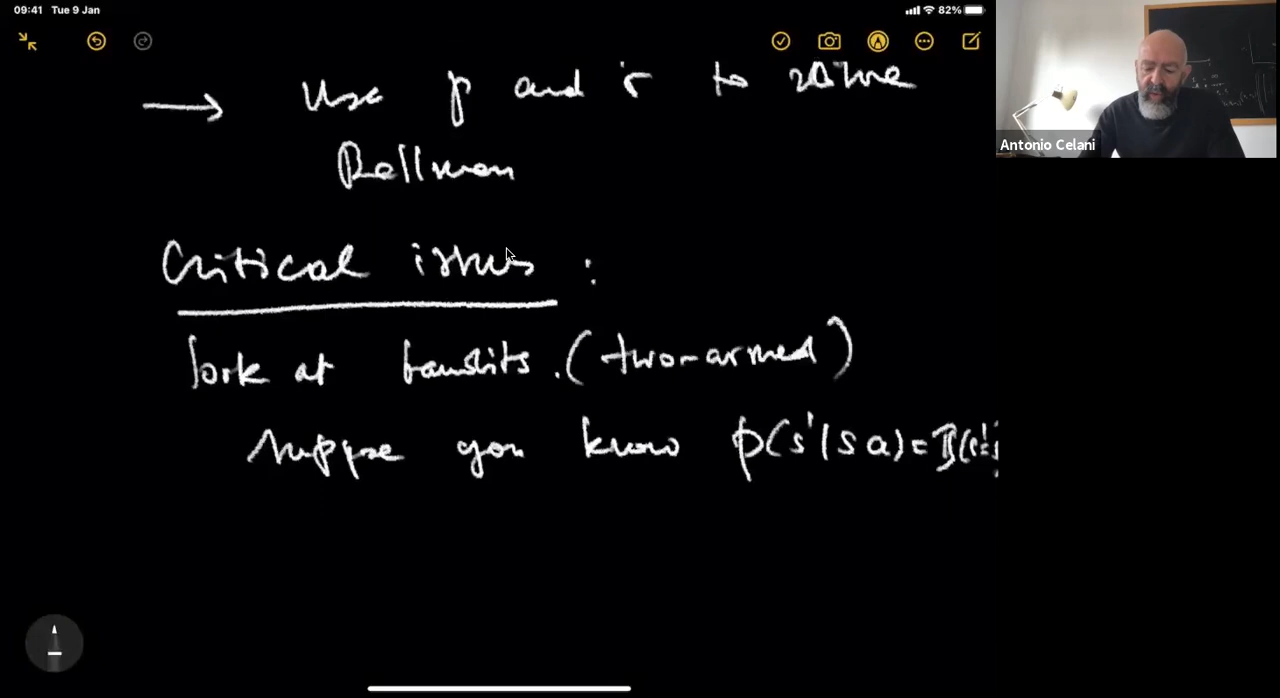 09:41 Tue 9 Jan 82%
→ Use p and r to solve
Bellman
Antonio Celani
Critical issues :
look at bandits. (two-armed)
Suppose you know p(s'|s a) =